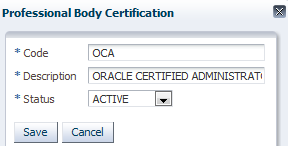 Professional Body Certification
* Code OCA
* Description ORACLE CERTIFIED ADMINISTRAT
* Status ACTIVE
Save Cancel